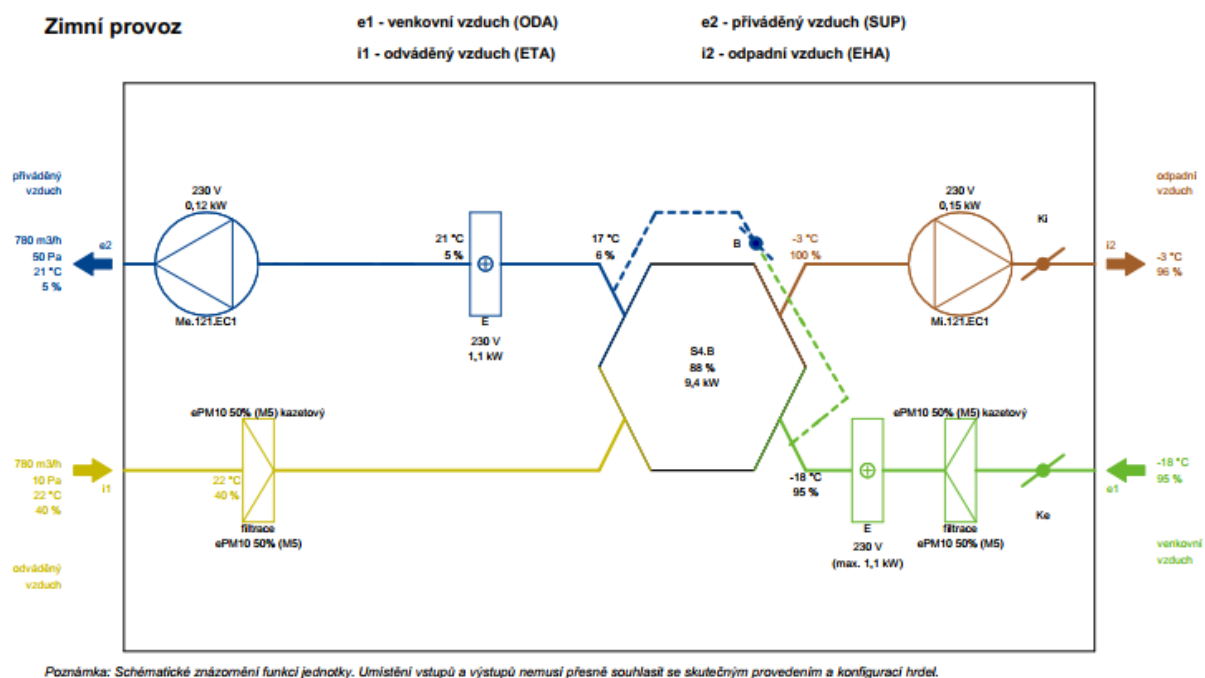 Zimní provoz
e1 - venkovní vzduch (ODA)
e2 - přiváděný vzduch (SUP)
i1 - odváděný vzduch (ETA)
i2 - odpadní vzduch (EHA)
přiváděný
vzduch
230 V
0,12 kW
780 m3/h
50 Pa
21 °C
5 %
e2
Me.121.EC1
21 °C
5 %
E
230 V
1,1 kW
17 °C
6 %
B
-3 °C
100 %
230 V
0,15 kW
Mi.121.EC1
Ki
odpadní
vzduch
i2
-3 °C
96 %
S4.B
88 %
9,4 kW
ePM10 50% (M5) kazetový
780 m3/h
10 Pa
22 °C
40 %
i1
22 °C
40 %
filtrace
ePM10 50% (M5)
odváděný
vzduch
ePM10 50% (M5) kazetový
-18 °C
95 %
E
230 V
(max. 1,1 kW)
filtrace
ePM10 50% (M5)
Ke
-18 °C
95 %
e1
venkovní
vzduch
Poznámka: Schématické znázornění funkcí jednotky. Umístění vstupů a výstupů nemusí přesně souhlasit se skutečným provedením a konfigurací hrdel.